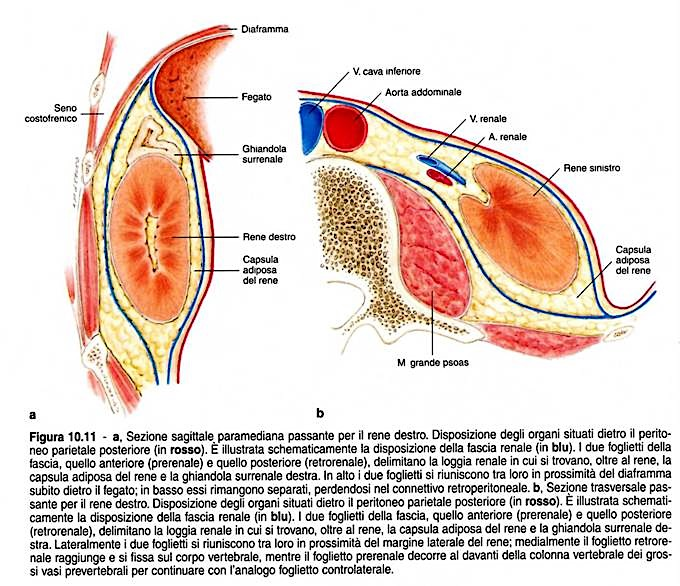 Diaframma
Fegato
Seno
costofrenico
Ghiandola
surrenale
Rene destro
Capsula
adiposa
del rene
a
V. cava inferiore
Aorta addominale
V. renale
A. renale
Rene sinistro
Capsula
adiposa
del rene
M grande psoas
b
Figura 10.11 - a, Sezione sagittale paramediana passante per il rene destro. Disposizione degli organi situati dietro il perito-
neo parietale posteriore (in rosso). È illustrata schematicamente la disposizione della fascia renale (in blu). I due foglietti della
fascia, quello anteriore (prerenale) e quello posteriore (retrorenale), delimitano la loggia renale in cui si trovano, oltre al rene, la
capsula adiposa del rene e la ghiandola surrenale destra. In alto i due foglietti si riuniscono tra loro in prossimità del diaframma
subito dietro il fegato; in basso essi rimangono separati, perdendosi nel connettivo retroperitoneale. b, Sezione trasversale pas-
sante per il rene destro. Disposizione degli organi situati dietro il peritoneo parietale posteriore (in rosso). È illustrata schemati-
camente la disposizione della fascia renale (in blu). I due foglietti della fascia, quello anteriore (prerenale) e quello posteriore
(retrorenale), delimitano la loggia renale in cui si trovano, oltre al rene, la capsula adiposa del rene e la ghiandola surrenale de-
stra. Lateralmente i due foglietti si riuniscono tra loro in prossimità del margine laterale del rene; medialmente il foglietto retrore-
nale raggiunge e si fissa sul corpo vertebrale, mentre il foglietto prerenale decorre al davanti della colonna vertebrale dei gros-
si vasi prevertebrali per continuare con l'analogo foglietto controlaterale.